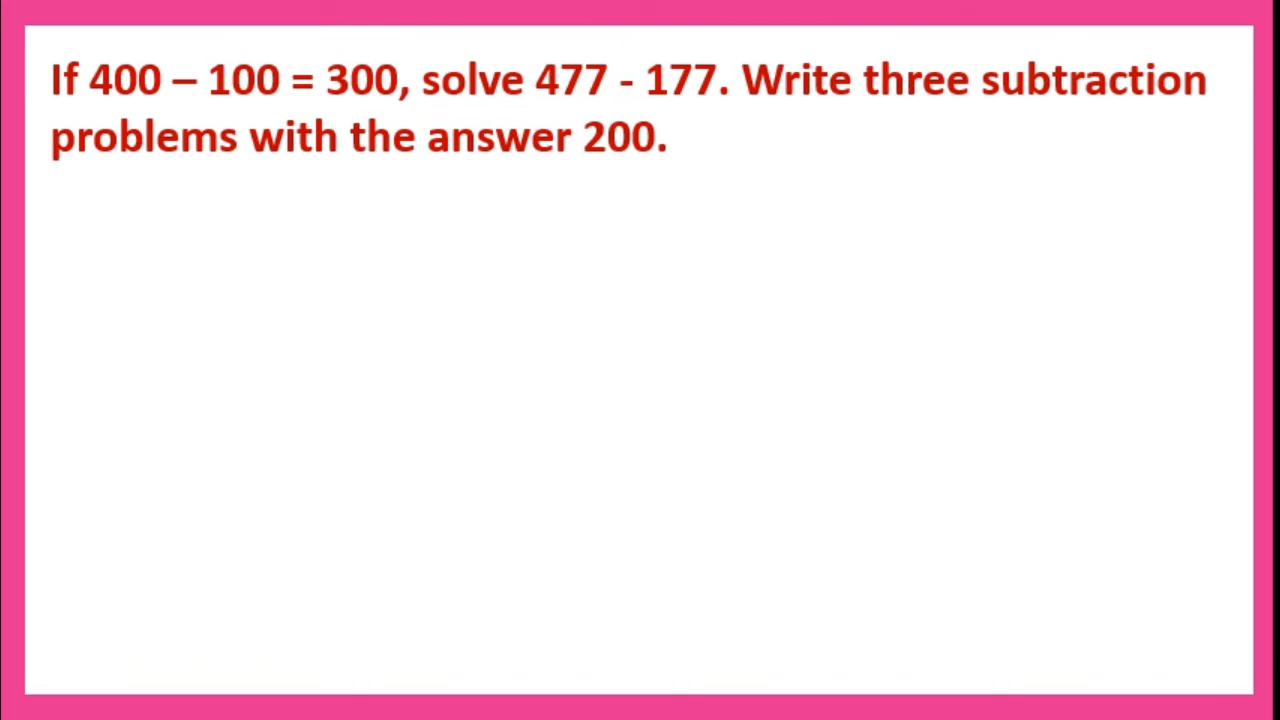 If 400 – 100 = 300, solve 477 - 177. Write three subtraction
problems with the answer 200.